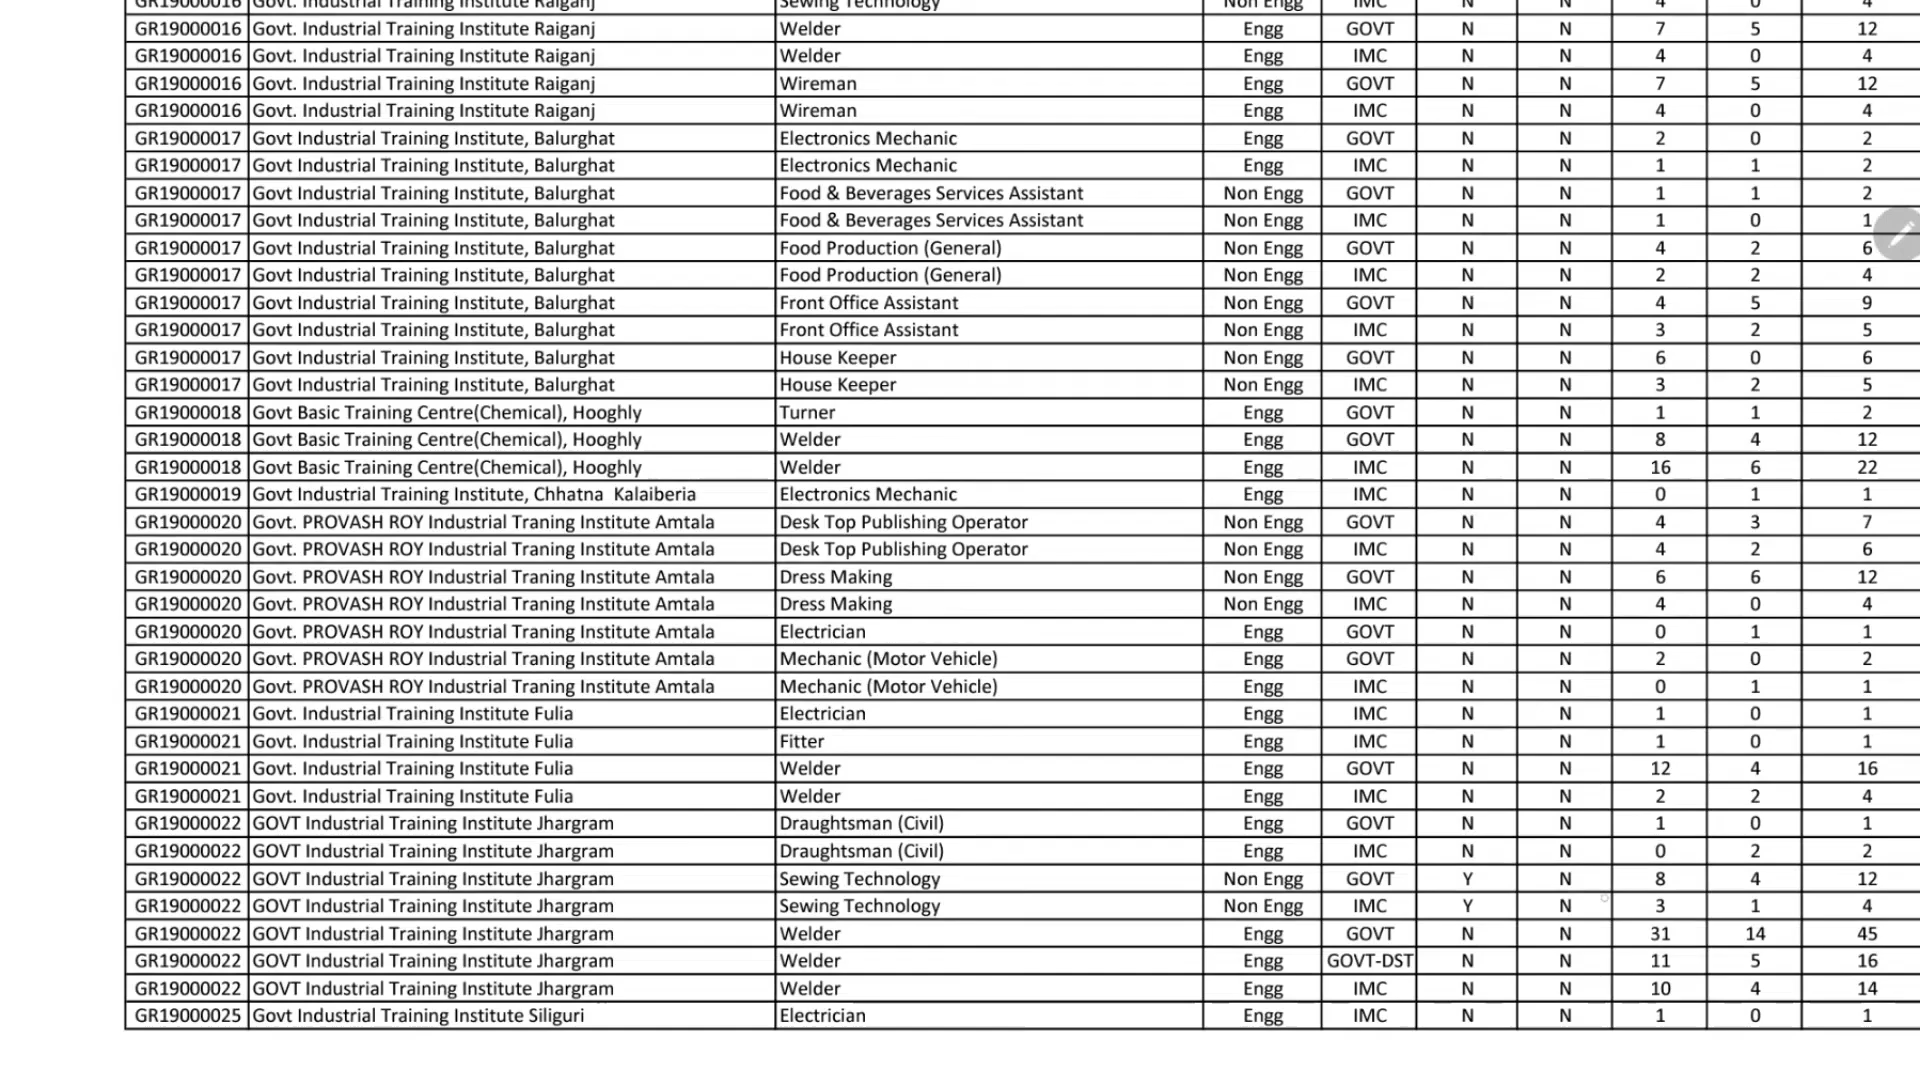 GR19000016 Govt. Industrial Training Institute Raiganj Sewing Technology Non Engg IMC N N 4 0 4
GR19000016 Govt. Industrial Training Institute Raiganj Welder Engg GOVT N N 7 5 12
GR19000016 Govt. Industrial Training Institute Raiganj Welder Engg IMC N N 4 0 4
GR19000016 Govt. Industrial Training Institute Raiganj Wireman Engg GOVT N N 7 5 12
GR19000016 Govt. Industrial Training Institute Raiganj Wireman Engg IMC N N 4 0 4
GR19000017 Govt Industrial Training Institute, Balurghat Electronics Mechanic Engg GOVT N N 2 0 2
GR19000017 Govt Industrial Training Institute, Balurghat Electronics Mechanic Engg IMC N N 1 1 2
GR19000017 Govt Industrial Training Institute, Balurghat Food & Beverages Services Assistant Non Engg GOVT N N 1 1 2
GR19000017 Govt Industrial Training Institute, Balurghat Food & Beverages Services Assistant Non Engg IMC N N 1 0 1
GR19000017 Govt Industrial Training Institute, Balurghat Food Production (General) Non Engg GOVT N N 4 2 6
GR19000017 Govt Industrial Training Institute, Balurghat Food Production (General) Non Engg IMC N N 2 2 4
GR19000017 Govt Industrial Training Institute, Balurghat Front Office Assistant Non Engg GOVT N N 4 5 9
GR19000017 Govt Industrial Training Institute, Balurghat Front Office Assistant Non Engg IMC N N 3 2 5
GR19000017 Govt Industrial Training Institute, Balurghat House Keeper Non Engg GOVT N N 6 0 6
GR19000017 Govt Industrial Training Institute, Balurghat House Keeper Non Engg IMC N N 3 2 5
GR19000018 Govt Basic Training Centre(Chemical), Hooghly Turner Engg GOVT N N 1 1 2
GR19000018 Govt Basic Training Centre(Chemical), Hooghly Welder Engg GOVT N N 8 4 12
GR19000018 Govt Basic Training Centre(Chemical), Hooghly Welder Engg IMC N N 16 6 22
GR19000019 Govt Industrial Training Institute, Chhatna Kalaiberia Electronics Mechanic Engg IMC N N 0 1 1
GR19000020 Govt. PROVASH ROY Industrial Traning Institute Amtala Desk Top Publishing Operator Non Engg GOVT N N 4 3 7
GR19000020 Govt. PROVASH ROY Industrial Traning Institute Amtala Desk Top Publishing Operator Non Engg IMC N N 4 2 6
GR19000020 Govt. PROVASH ROY Industrial Traning Institute Amtala Dress Making Non Engg GOVT N N 6 6 12
GR19000020 Govt. PROVASH ROY Industrial Traning Institute Amtala Dress Making Non Engg IMC N N 4 0 4
GR19000020 Govt. PROVASH ROY Industrial Traning Institute Amtala Electrician Engg GOVT N N 0 1 1
GR19000020 Govt. PROVASH ROY Industrial Traning Institute Amtala Mechanic (Motor Vehicle) Engg GOVT N N 2 0 2
GR19000020 Govt. PROVASH ROY Industrial Traning Institute Amtala Mechanic (Motor Vehicle) Engg IMC N N 0 1 1
GR19000021 Govt. Industrial Training Institute Fulia Electrician Engg IMC N N 1 0 1
GR19000021 Govt. Industrial Training Institute Fulia Fitter Engg IMC N N 1 0 1
GR19000021 Govt. Industrial Training Institute Fulia Welder Engg GOVT N N 12 4 16
GR19000021 Govt. Industrial Training Institute Fulia Welder Engg IMC N N 2 2 4
GR19000022 GOVT Industrial Training Institute Jhargram Draughtsman (Civil) Engg GOVT N N 1 0 1
GR19000022 GOVT Industrial Training Institute Jhargram Draughtsman (Civil) Engg IMC N N 0 2 2
GR19000022 GOVT Industrial Training Institute Jhargram Sewing Technology Non Engg GOVT Y N 8 4 12
GR19000022 GOVT Industrial Training Institute Jhargram Sewing Technology Non Engg IMC Y N 3 1 4
GR19000022 GOVT Industrial Training Institute Jhargram Welder Engg GOVT N N 31 14 45
GR19000022 GOVT Industrial Training Institute Jhargram Welder Engg GOVT-DST N N 11 5 16
GR19000022 GOVT Industrial Training Institute Jhargram Welder Engg IMC N N 10 4 14
GR19000025 Govt Industrial Training Institute Siliguri Electrician Engg IMC N N 1 0 1